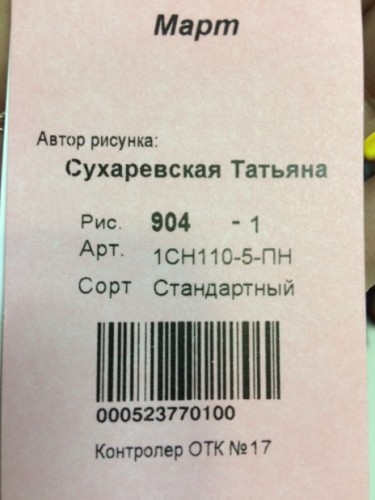 Март
Автор рисунка:
Сухаревская Татьяна
Рис. 904 - 1
Арт. 1СН110-5-ПН
Сорт Стандартный
000523770100
Контролер ОТК №17